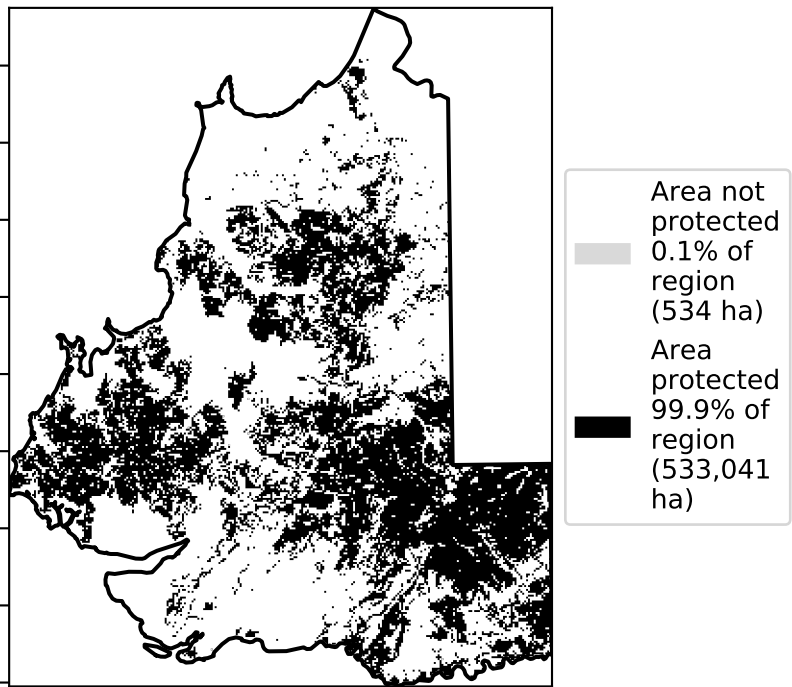 Area not
protected
0.1% of
region
(534 ha)
Area
protected
99.9% of
region
(533,041
ha)